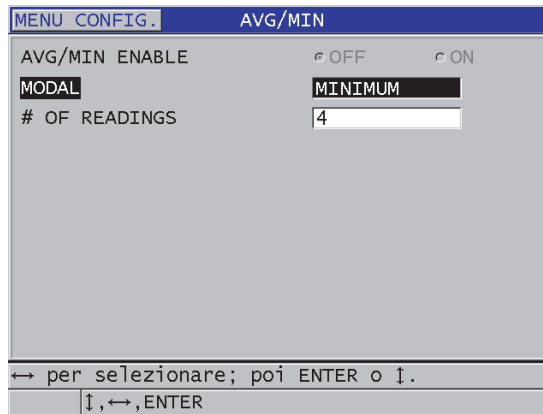 MENU CONFIG. AVG/MIN
AVG/MIN ENABLE OFF ON
MODAL MINIMUM
# OF READINGS 4
↔ per selezionare; poi ENTER o ↕.
↕,↔,ENTER